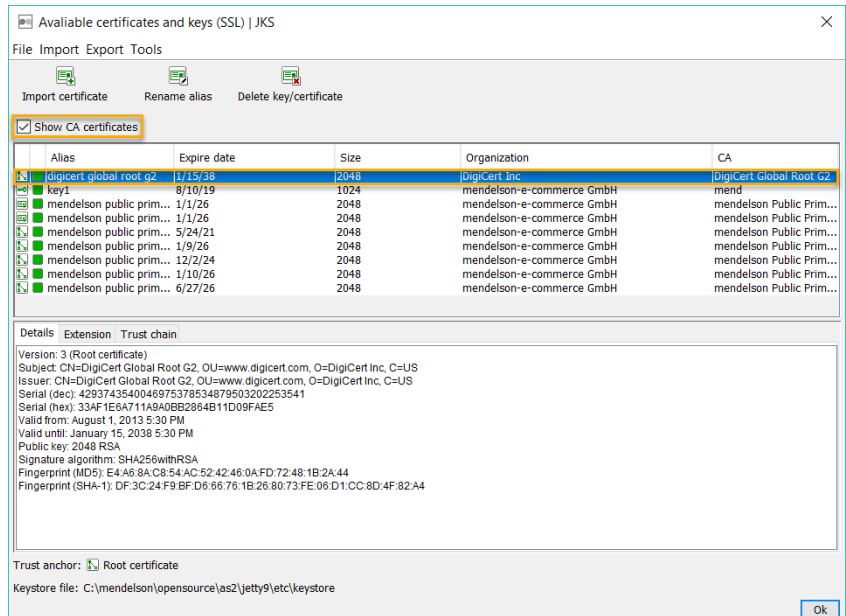 Avaliable certificates and keys (SSL) | JKS
File Import Export Tools
Import certificate Rename alias Delete key/certificate
Show CA certificates
Alias Expire date Size Organization CA
digicert global root g2 1/15/38 2048 DigiCert Inc DigiCert Global Root G2
key1 8/10/19 1024 mendelson-e-commerce GmbH mend
mendelson public prim... 1/1/26 2048 mendelson-e-commerce GmbH mendelson Public Prim...
mendelson public prim... 1/1/26 2048 mendelson-e-commerce GmbH mendelson Public Prim...
mendelson public prim... 5/24/21 2048 mendelson-e-commerce GmbH mendelson Public Prim...
mendelson public prim... 1/9/26 2048 mendelson-e-commerce GmbH mendelson Public Prim...
mendelson public prim... 12/2/24 2048 mendelson-e-commerce GmbH mendelson Public Prim...
mendelson public prim... 1/10/26 2048 mendelson-e-commerce GmbH mendelson Public Prim...
mendelson public prim... 6/27/26 2048 mendelson-e-commerce GmbH mendelson Public Prim...
Details Extension Trust chain
Version: 3 (Root certificate)
Subject: CN=DigiCert Global Root G2, OU=www.digicert.com, O=DigiCert Inc, C=US
Issuer: CN=DigiCert Global Root G2, OU=www.digicert.com, O=DigiCert Inc, C=US
Serial (dec): 4293743540046975378534879503202253541
Serial (hex): 33AF1E6A711A9A0BB2864B11D09FAE5
Valid from: August 1, 2013 5:30 PM
Valid until: January 15, 2038 5:30 PM
Public key: 2048 RSA
Signature algorithm: SHA256withRSA
Fingerprint (MD5): E4:A6:8A:C8:54:AC:52:42:46:0A:FD:72:48:1B:2A:44
Fingerprint (SHA-1): DF:3C:24:F9:BF:D6:66:76:1B:26:80:73:FE:06:D1:CC:8D:4F:82:A4
Trust anchor: Root certificate
Keystore file: C:\mendelson\opensource\as2\jetty9\etc\keystore
Ok